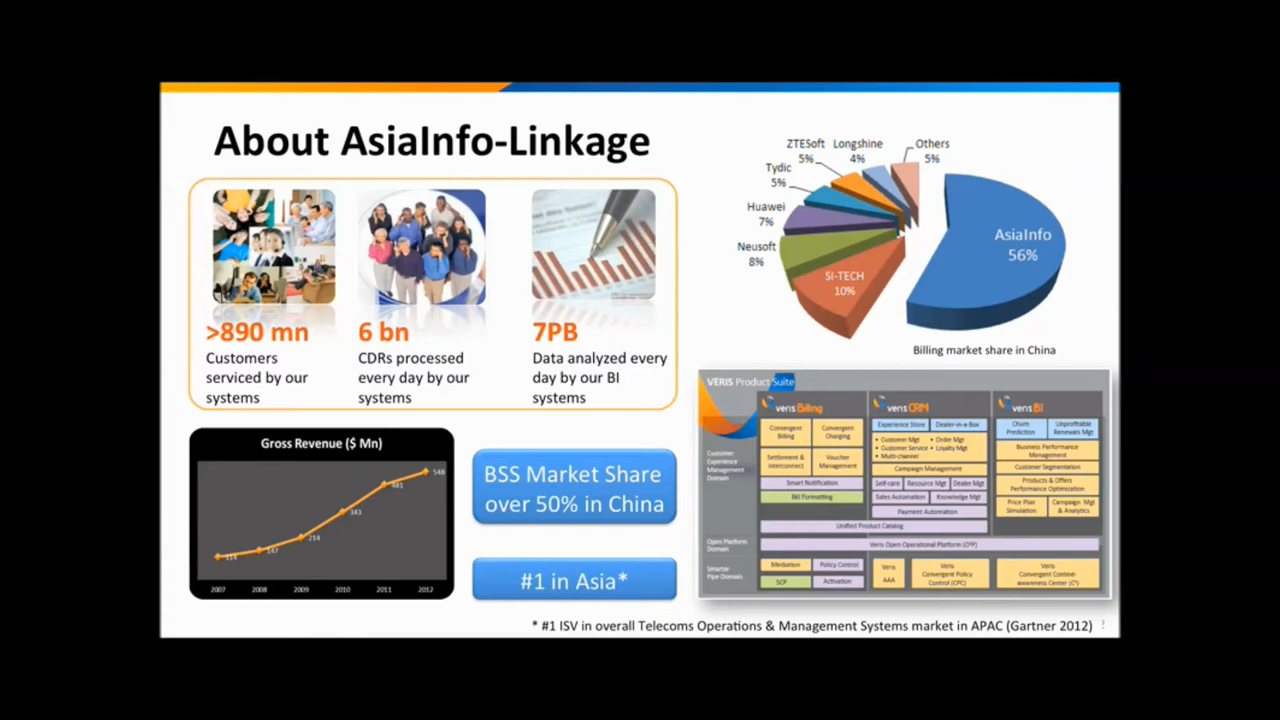 About AsiaInfo-Linkage
>890 mn
Customers
serviced by our
systems
6 bn
CDRs processed
every day by our
systems
7PB
Data analyzed every
day by our BI
systems
ZTESoft
5%
Longshine
4%
Others
5%
Tydic
5%
Huawei
7%
Neusoft
8%
SI-TECH
10%
AsiaInfo
56%
Billing market share in China
Gross Revenue ($ Mn)
114
147
214
343
481
548
2007 2008 2009 2010 2011 2012
BSS Market Share
over 50% in China
#1 in Asia*
VERIS Product Suite
veris Billing
veris CRM
veris BI
Customer
Experience
Management
Domain
Convergent
Billing
Convergent
Charging
Settlement &
Interconnect
Voucher
Management
Smart Notification
Bill Formatting
Experience Store
Dealer-in-a-Box
• Customer Mgt • Order Mgt
• Customer Service • Loyalty Mgt
• Multi-channel
Campaign Management
Self-care
Resource Mgt
Dealer Mgt
Sales Automation
Knowledge Mgt
Payment Automation
Churn
Prediction
Unprofitable
Renewals Mgt
Business Performance
Management
Customer Segmentation
Products & Offers
Performance Optimization
Price Plan
Simulation
Campaign Mgt
& Analytics
Unified Product Catalog
Open Platform
Domain
Veris Open Operational Platform (O²P)
Smarter
Pipe Domain
Mediation
Policy Control
SCP
Activation
Veris
AAA
Veris
Convergent Policy
Control (CPC)
Veris
Convergent Context-
awareness Center (C³)
* #1 ISV in overall Telecoms Operations & Management Systems market in APAC (Gartner 2012)